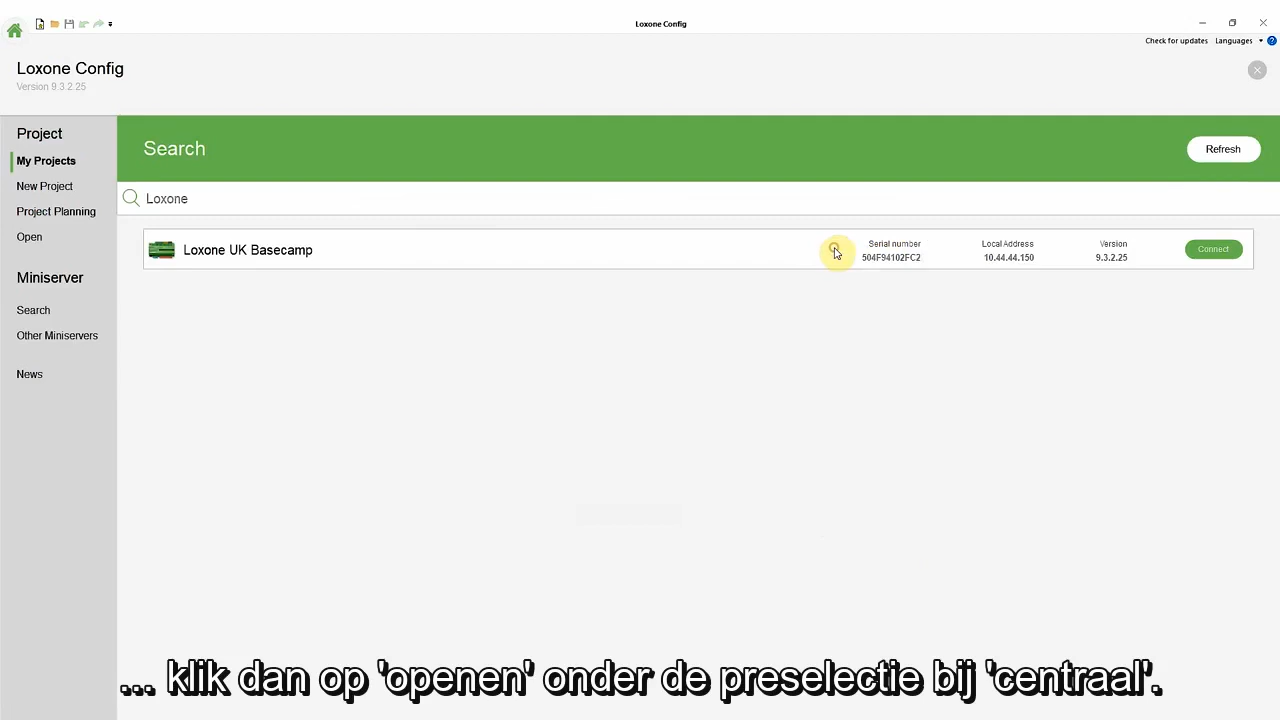 Loxone Config
Check for updates Languages
Loxone Config
Version 9.3.2.25
Project
My Projects
New Project
Project Planning
Open
Miniserver
Search
Other Miniservers
News
Search
Refresh
Loxone
Loxone UK Basecamp
Serial number
504F94102FC2
Local Address
10.44.44.150
Version
9.3.2.25
Connect
... klik dan op 'openen' onder de preselectie bij 'centraal'.